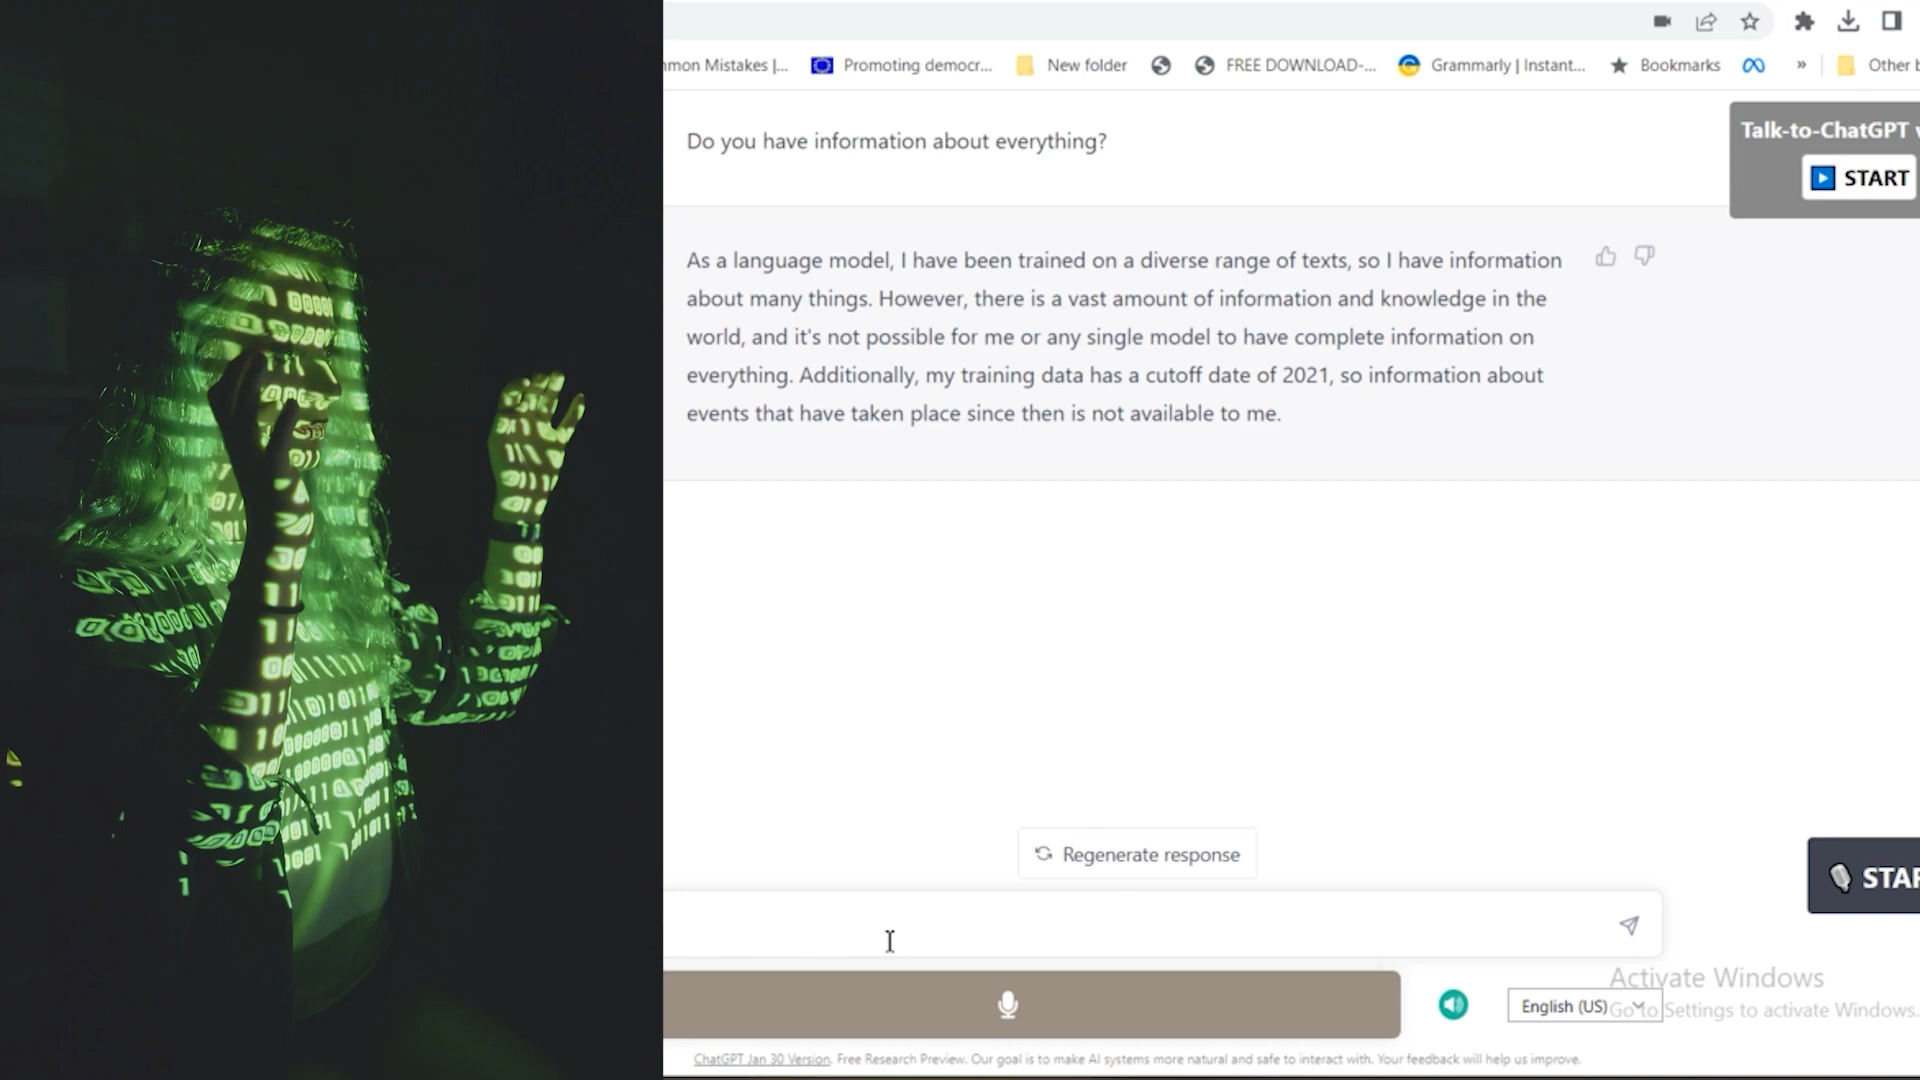 mmon Mistakes |... Promoting democr... New folder FREE DOWNLOAD-... Grammarly | Instant... Bookmarks » Other b
Talk-to-ChatGPT v
START
Do you have information about everything?
As a language model, I have been trained on a diverse range of texts, so I have information
about many things. However, there is a vast amount of information and knowledge in the
world, and it's not possible for me or any single model to have complete information on
everything. Additionally, my training data has a cutoff date of 2021, so information about
events that have taken place since then is not available to me.
Regenerate response
STAR
Activate Windows
Go to Settings to activate Windows.
English (US)
ChatGPT Jan 30 Version. Free Research Preview. Our goal is to make AI systems more natural and safe to interact with. Your feedback will help us improve.